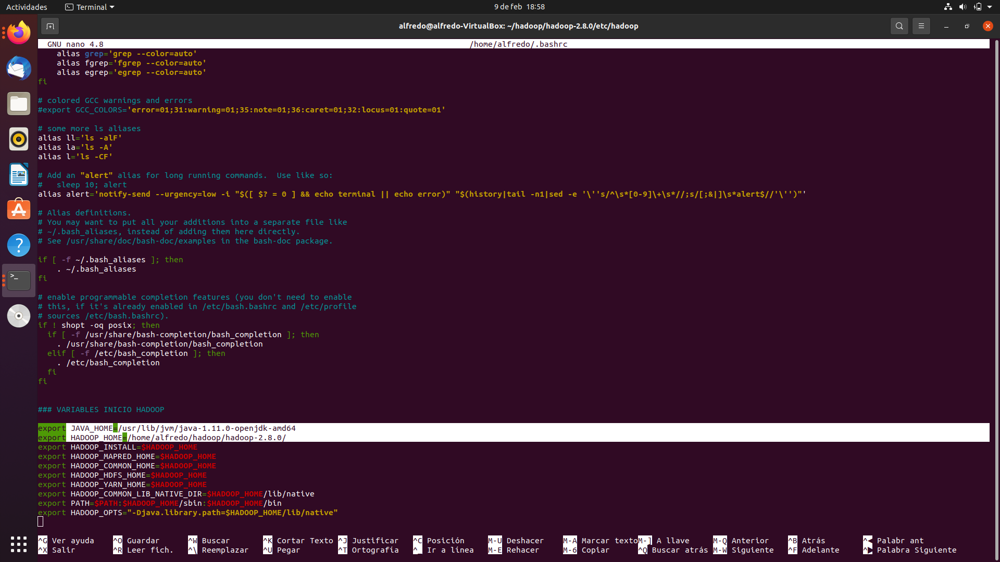 Actividades Terminal 9 de feb 18:58
alfredo@alfredo-VirtualBox: ~/hadoop/hadoop-2.8.0/etc/hadoop
GNU nano 4.8 /home/alfredo/.bashrc
    alias grep='grep --color=auto'
    alias fgrep='fgrep --color=auto'
    alias egrep='egrep --color=auto'
fi
# colored GCC warnings and errors
#export GCC_COLORS='error=01;31:warning=01;35:note=01;36:caret=01;32:locus=01:quote=01'
# some more ls aliases
alias ll='ls -alF'
alias la='ls -A'
alias l='ls -CF'
# Add an "alert" alias for long running commands.  Use like so:
#   sleep 10; alert
alias alert='notify-send --urgency=low -i "$([ $? = 0 ] && echo terminal || echo error)" "$(history|tail -n1|sed -e '\''s/^\s*[0-9]\+\s*//;s/[;&|]\s*alert$//'\'')"'
# Alias definitions.
# You may want to put all your additions into a separate file like
# ~/.bash_aliases, instead of adding them here directly.
# See /usr/share/doc/bash-doc/examples in the bash-doc package.
if [ -f ~/.bash_aliases ]; then
    . ~/.bash_aliases
fi
# enable programmable completion features (you don't need to enable
# this, if it's already enabled in /etc/bash.bashrc and /etc/profile
# sources /etc/bash.bashrc).
if ! shopt -oq posix; then
  if [ -f /usr/share/bash-completion/bash_completion ]; then
    . /usr/share/bash-completion/bash_completion
  elif [ -f /etc/bash_completion ]; then
    . /etc/bash_completion
  fi
fi
### VARIABLES INICIO HADOOP
export JAVA_HOME=/usr/lib/jvm/java-1.11.0-openjdk-amd64
export HADOOP_HOME=/home/alfredo/hadoop/hadoop-2.8.0/
export HADOOP_INSTALL=$HADOOP_HOME
export HADOOP_MAPRED_HOME=$HADOOP_HOME
export HADOOP_COMMON_HOME=$HADOOP_HOME
export HADOOP_HDFS_HOME=$HADOOP_HOME
export HADOOP_YARN_HOME=$HADOOP_HOME
export HADOOP_COMMON_LIB_NATIVE_DIR=$HADOOP_HOME/lib/native
export PATH=$PATH:$HADOOP_HOME/sbin:$HADOOP_HOME/bin
export HADOOP_OPTS="-Djava.library.path=$HADOOP_HOME/lib/native"
^G Ver ayuda ^O Guardar ^W Buscar ^K Cortar Texto ^J Justificar ^C Posición M-U Deshacer M-A Marcar texto M-] A llave M-Q Anterior ^B Atrás ^◀ Palabr ant
^X Salir ^R Leer fich. ^\ Reemplazar ^U Pegar ^T Ortografía ^_ Ir a línea M-E Rehacer M-6 Copiar ^Q Buscar atrás M-W Siguiente ^F Adelante ^▶ Palabra Siguiente